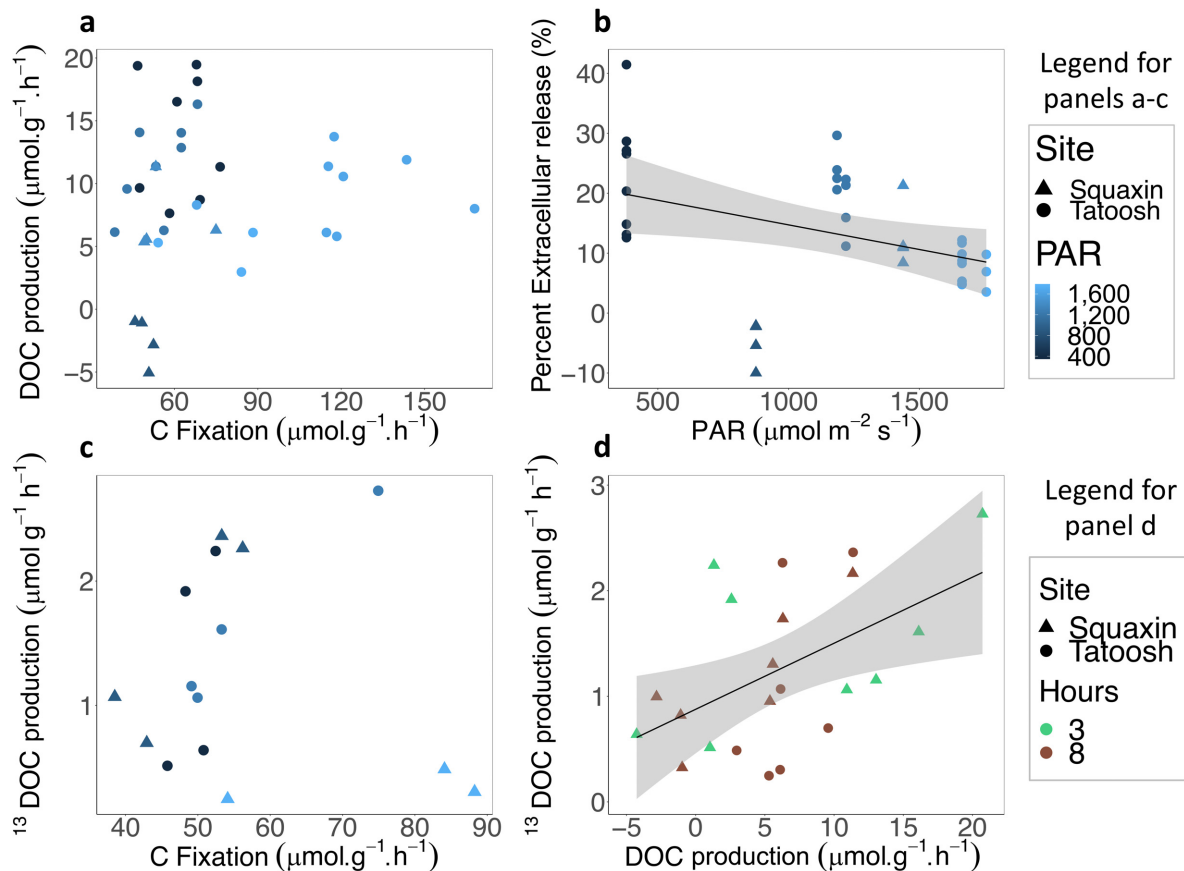 a
DOC production (μmol.g⁻¹.h⁻¹)
20
15
10
5
0
−5
60
90
120
150
C Fixation (μmol.g⁻¹.h⁻¹)
b
Percent Extracellular release (%)
40
30
20
10
0
−10
500
1000
1500
PAR (μmol m⁻² s⁻¹)
Legend for
panels a-c
Site
Squaxin
Tatoosh
PAR
1,600
1,200
800
400
c
¹³ DOC production (μmol g⁻¹ h⁻¹)
2
1
40
50
60
70
80
90
C Fixation (μmol.g⁻¹.h⁻¹)
d
¹³ DOC production (μmol g⁻¹ h⁻¹)
3
2
1
0
−5
0
5
10
15
20
DOC production (μmol.g⁻¹.h⁻¹)
Legend for
panel d
Site
Squaxin
Tatoosh
Hours
3
8